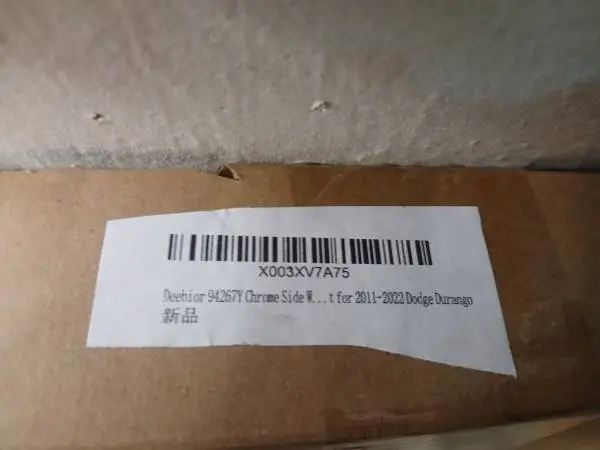 X003XV7A75
Deebior 94267Y Chrome Side W...t for 2011-2022 Dodge Durango
新品